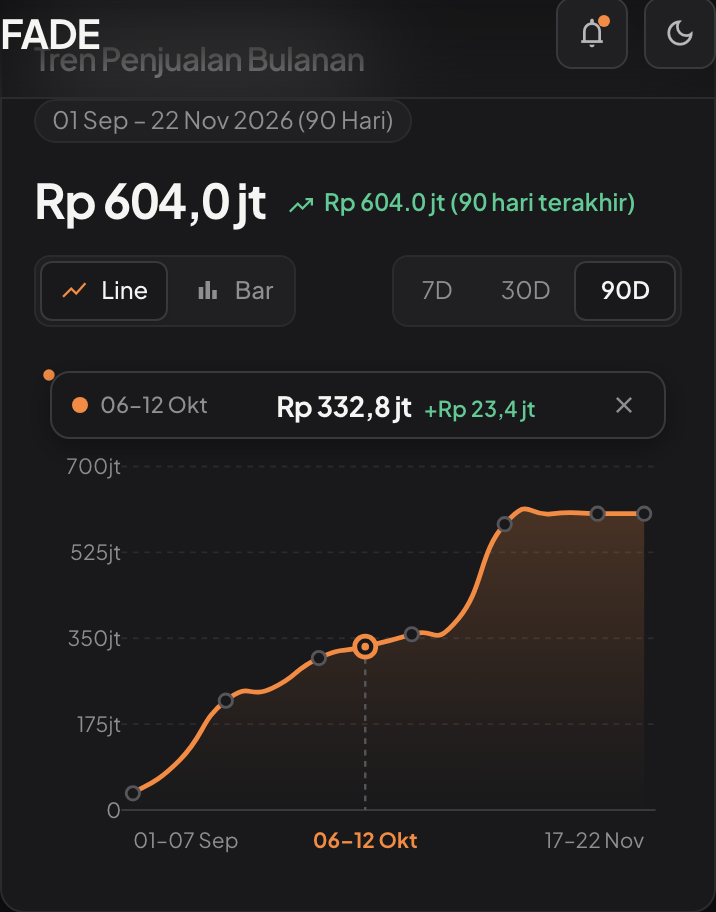 FADE
Tren Penjualan Bulanan
01 Sep – 22 Nov 2026 (90 Hari)
Rp 604,0 jt Rp 604.0 jt (90 hari terakhir)
Line Bar 7D 30D 90D
06–12 Okt Rp 332,8 jt +Rp 23,4 jt
700jt
525jt
350jt
175jt
0
01–07 Sep 06–12 Okt 17–22 Nov